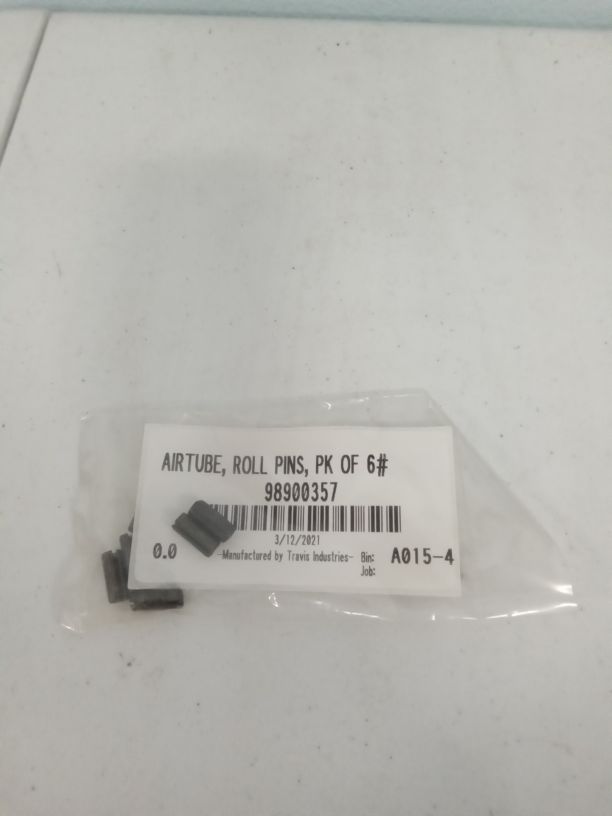 AIRTUBE, ROLL PINS, PK OF 6#
98900357
3/12/2021
0.0 -Manufactured by Travis Industries- Bin: A015-4
Job: